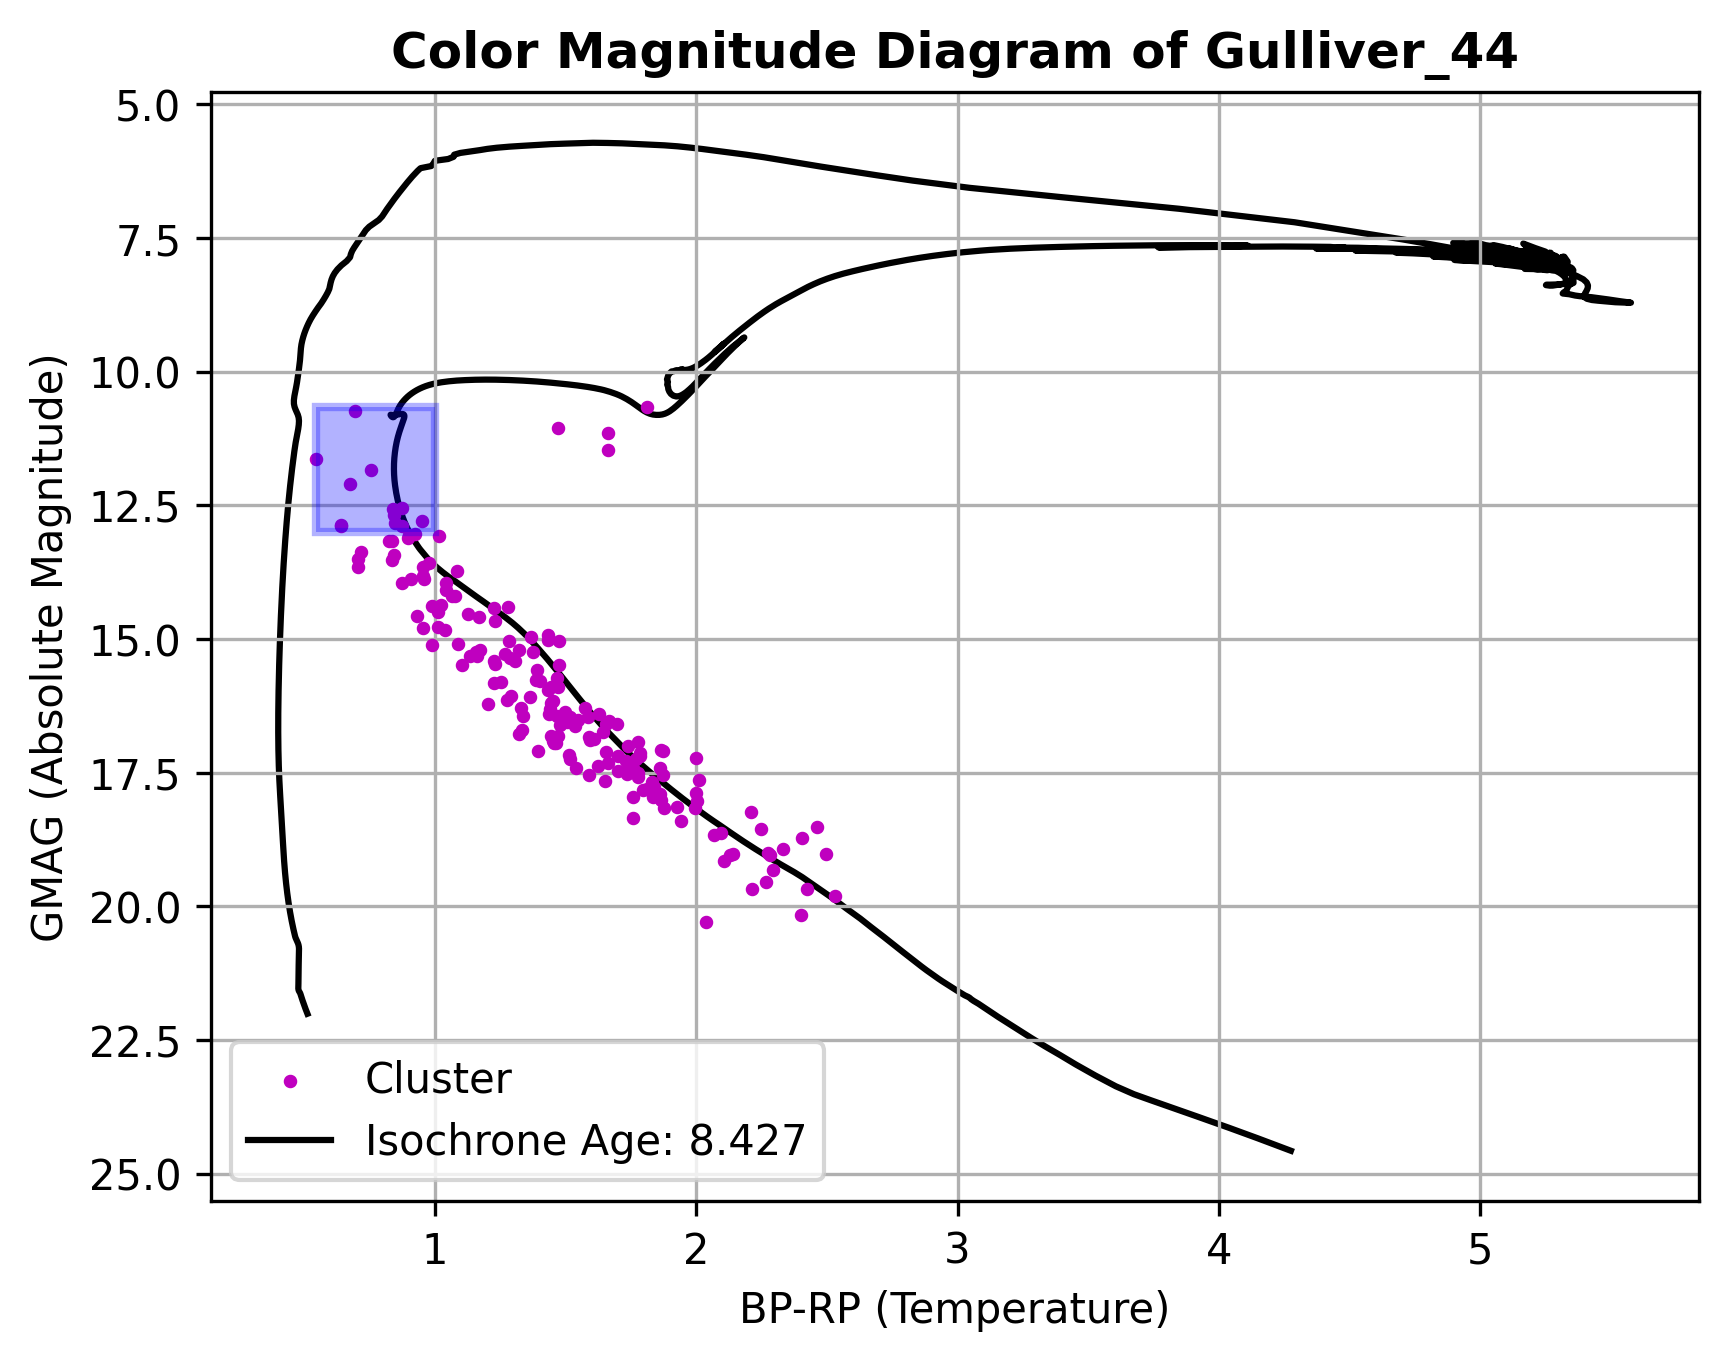 Color Magnitude Diagram of Gulliver_44
GMAG (Absolute Magnitude)
5.0
7.5
10.0
12.5
15.0
17.5
20.0
22.5
25.0
Cluster
Isochrone Age: 8.427
1 2 3 4 5
BP-RP (Temperature)